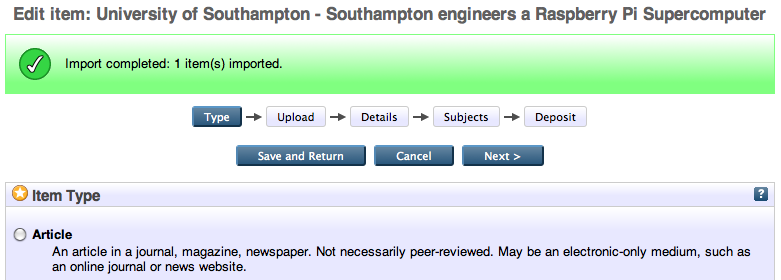 Edit item: University of Southampton - Southampton engineers a Raspberry Pi Supercomputer
Import completed: 1 item(s) imported.
Type Upload Details Subjects Deposit
Save and Return Cancel Next >
Item Type ?
Article
An article in a journal, magazine, newspaper. Not necessarily peer-reviewed. May be an electronic-only medium, such as
an online journal or news website.